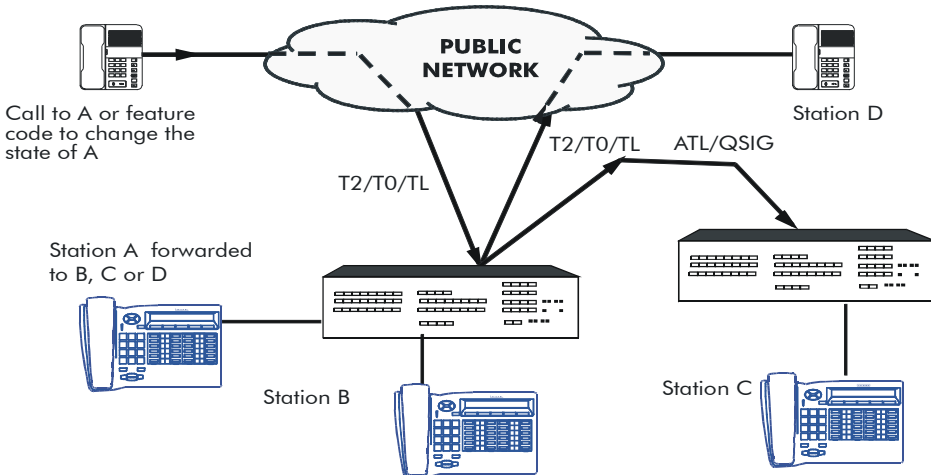 PUBLIC
NETWORK
Call to A or feature
code to change the
state of A
Station D
T2/T0/TL
ATL/QSIG
T2/T0/TL
Station A forwarded
to B, C or D
Station B
Station C